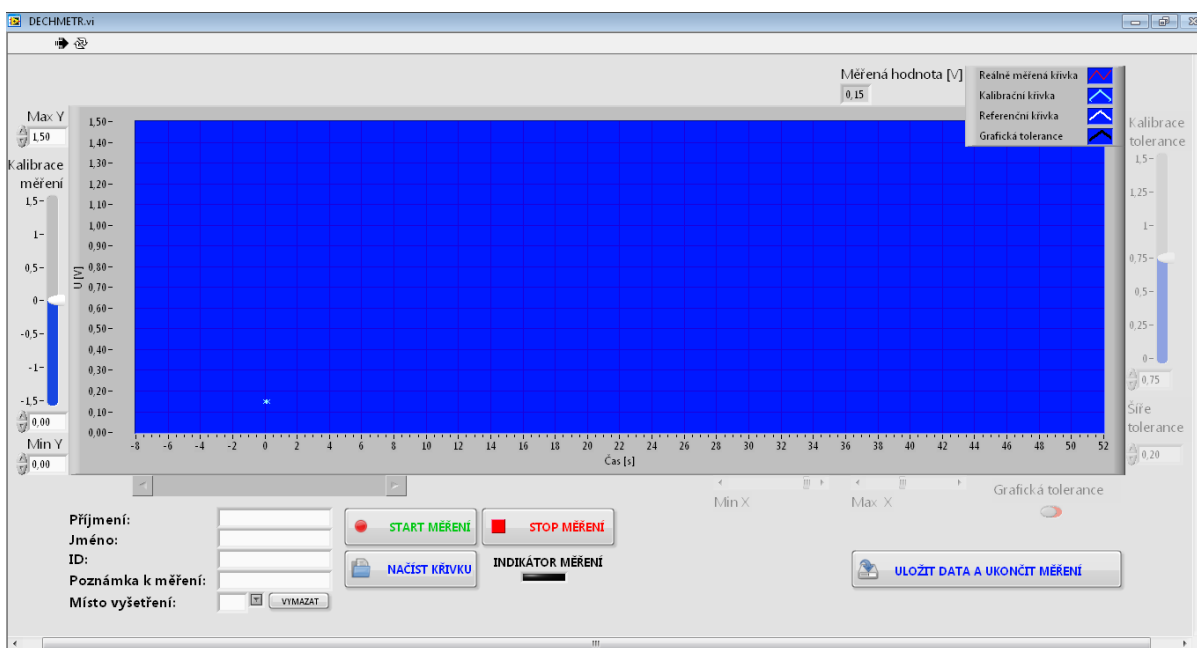 DECHMETR.vi
Měřená hodnota [V]
0,15
Reálné měřená křivka
Kalibrační křivka
Referenční křivka
Grafická tolerance
Max Y
1,50
Kalibrace
měření
1,5
1
0,5
0
-0,5
-1
-1,5
0,00
Min Y
0,00
U [V]
1,50
1,40
1,30
1,20
1,10
1,00
0,90
0,80
0,70
0,60
0,50
0,40
0,30
0,20
0,10
0,00
-8 -6 -4 -2 0 2 4 6 8 10 12 14 16 18 20 22 24 26 28 30 32 34 36 38 40 42 44 46 48 50 52
Čas [s]
Kalibrace
tolerance
1,5
1,25
1
0,75
0,5
0,25
0
0,75
Šíře
tolerance
0,20
Min X
Max X
Grafická tolerance
Příjmení:
Jméno:
ID:
Poznámka k měření:
Místo vyšetření:
VYMAZAT
START MĚŘENÍ
STOP MĚŘENÍ
NAČÍST KŘIVKU
INDIKÁTOR MĚŘENÍ
ULOŽIT DATA A UKONČIT MĚŘENÍ